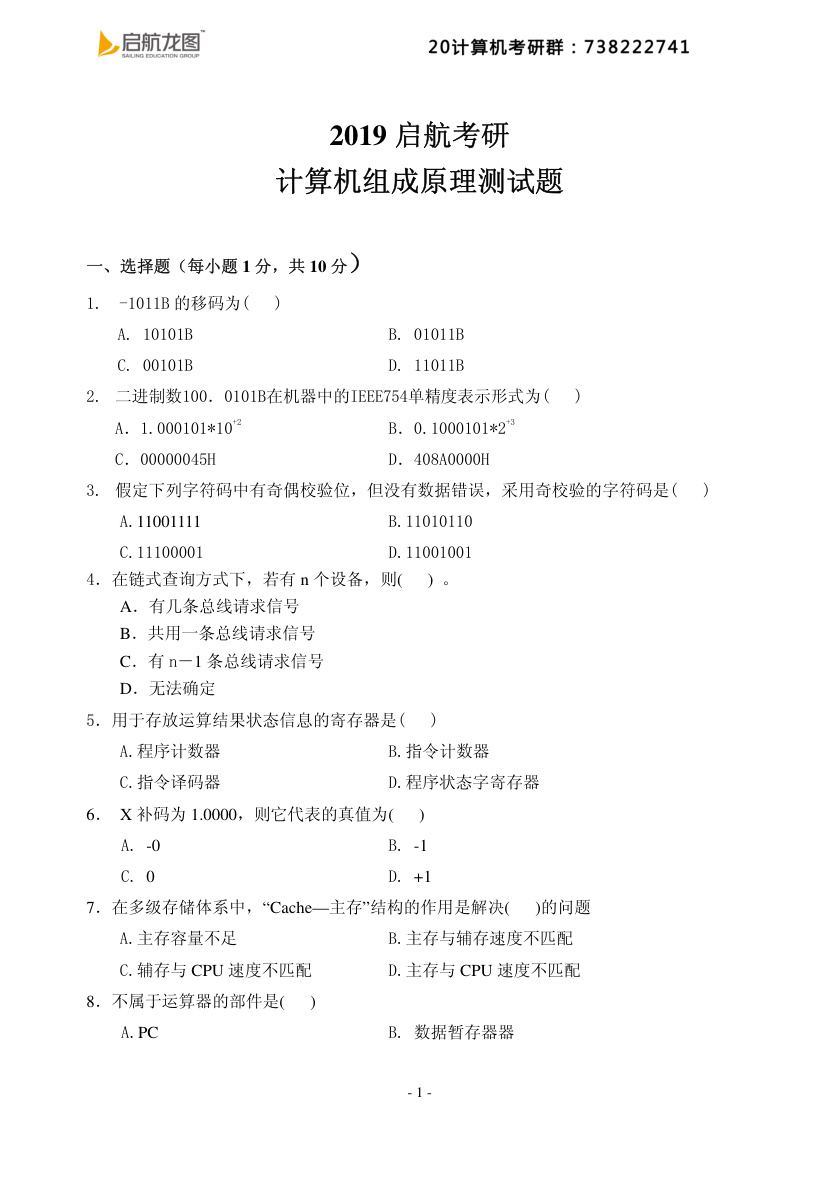 启航龙图™
SAILING EDUCATION GROUP
20计算机考研群：738222741
2019 启航考研
计算机组成原理测试题
一、选择题（每小题 1 分，共 10 分）
1. -1011B 的移码为( )
A. 10101B B. 01011B
C. 00101B D. 11011B
2. 二进制数100．0101B在机器中的IEEE754单精度表示形式为( )
A．1.000101*10+2 B．0.1000101*2+3
C．00000045H D．408A0000H
3. 假定下列字符码中有奇偶校验位，但没有数据错误，采用奇校验的字符码是( )
A.11001111 B.11010110
C.11100001 D.11001001
4．在链式查询方式下，若有 n 个设备，则( ) 。
A．有几条总线请求信号
B．共用一条总线请求信号
C．有 n－1 条总线请求信号
D．无法确定
5．用于存放运算结果状态信息的寄存器是( )
A.程序计数器 B.指令计数器
C.指令译码器 D.程序状态字寄存器
6． X 补码为 1.0000，则它代表的真值为( )
A. -0 B. -1
C. 0 D. +1
7．在多级存储体系中，“Cache—主存”结构的作用是解决( )的问题
A.主存容量不足 B.主存与辅存速度不匹配
C.辅存与 CPU 速度不匹配 D.主存与 CPU 速度不匹配
8．不属于运算器的部件是( )
A.PC B. 数据暂存器器
- 1 -